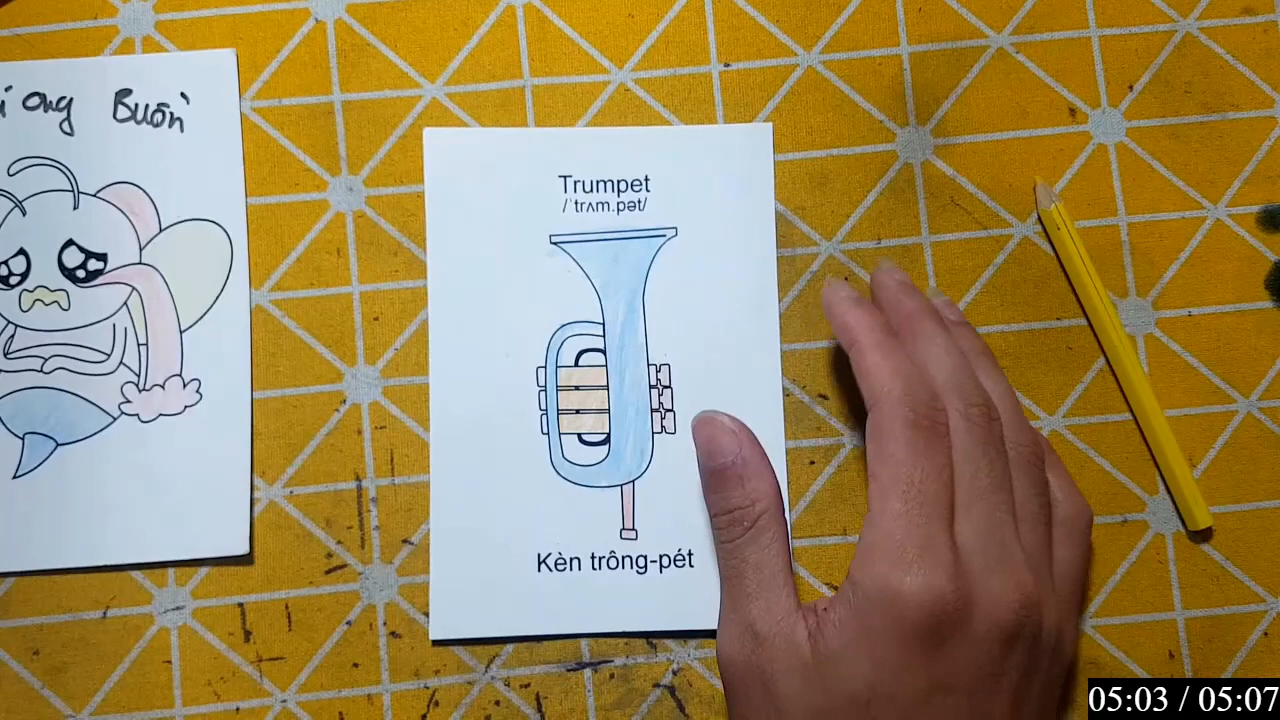 ong Buồn
Trumpet
/ˈtrʌm.pət/
Kèn trông-pét
05:03 / 05:07